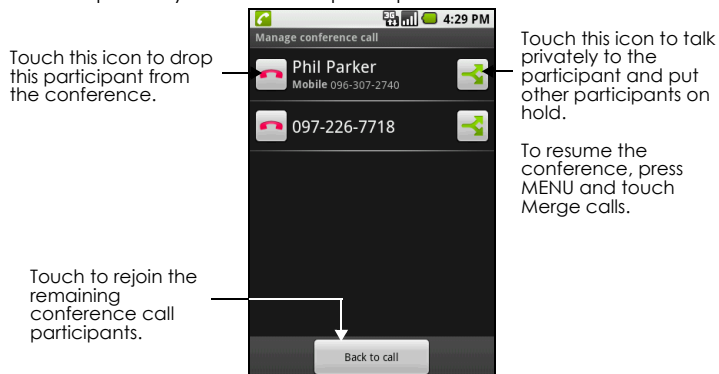 3G 4:29 PM
Manage conference call
Touch this icon to drop
this participant from
the conference.
Phil Parker
Mobile 096-307-2740
097-226-7718
Touch this icon to talk
privately to the
participant and put
other participants on
hold.
To resume the
conference, press
MENU and touch
Merge calls.
Touch to rejoin the
remaining
conference call
participants.
Back to call